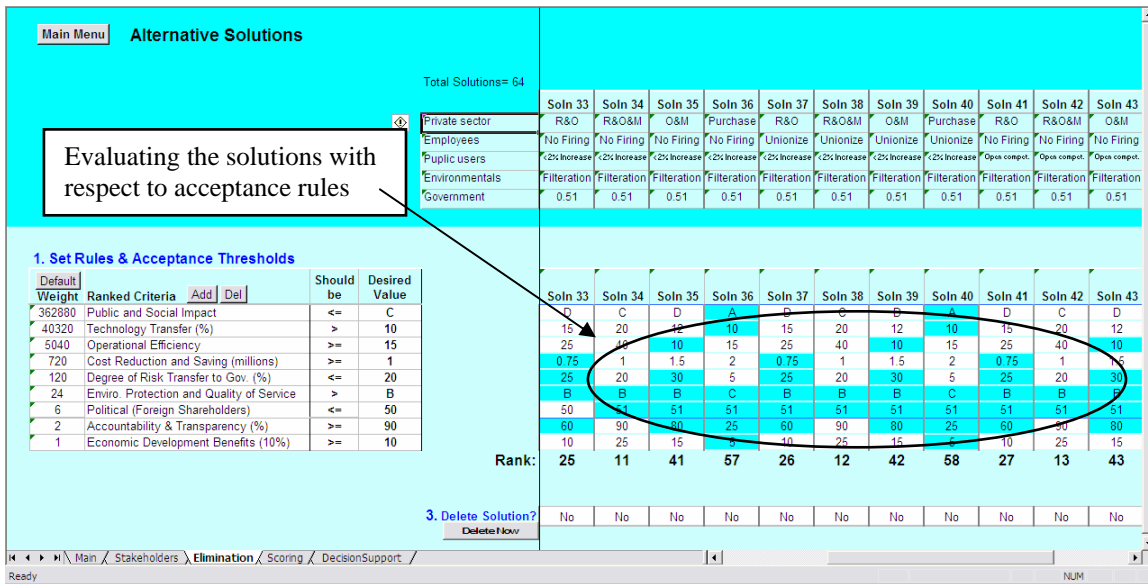 Main Menu Alternative Solutions
Total Solutions= 64
Soln 33 Soln 34 Soln 35 Soln 36 Soln 37 Soln 38 Soln 39 Soln 40 Soln 41 Soln 42 Soln 43
Private sector R&O R&O&M O&M Purchase R&O R&O&M O&M Purchase R&O R&O&M O&M
Employees No Firing No Firing No Firing No Firing Unionize Unionize Unionize Unionize No Firing No Firing No Firing
Puplic users <2% Increase <2% Increase <2% Increase <2% Increase <2% Increase <2% Increase <2% Increase <2% Increase Open compet. Open compet. Open compet.
Environmentals Filteration Filteration Filteration Filteration Filteration Filteration Filteration Filteration Filteration Filteration Filteration
Government 0.51 0.51 0.51 0.51 0.51 0.51 0.51 0.51 0.51 0.51 0.51
Evaluating the solutions with
respect to acceptance rules
1. Set Rules & Acceptance Thresholds
Default Should Desired
Weight Ranked Criteria Add Del be Value Soln 33 Soln 34 Soln 35 Soln 36 Soln 37 Soln 38 Soln 39 Soln 40 Soln 41 Soln 42 Soln 43
362880 Public and Social Impact <= C D C D A D C D A D C D
40320 Technology Transfer (%) > 10 15 20 12 10 15 20 12 10 15 20 12
5040 Operational Efficiency >= 15 25 40 10 15 25 40 10 15 25 40 10
720 Cost Reduction and Saving (millions) >= 1 0.75 1 1.5 2 0.75 1 1.5 2 0.75 1 1.5
120 Degree of Risk Transfer to Gov. (%) <= 20 25 20 30 5 25 20 30 5 25 20 30
24 Enviro. Protection and Quality of Service > B B B B C B B B C B B B
6 Political (Foreign Shareholders) <= 50 50 51 51 51 51 51 51 51 51 51 51
2 Accountability & Transparency (%) >= 90 60 90 80 25 60 90 80 25 60 90 80
1 Economic Development Benefits (10%) >= 10 10 25 15 5 10 25 15 5 10 25 15
Rank: 25 11 41 57 26 12 42 58 27 13 43
3. Delete Solution? No No No No No No No No No No No
Delete Now
Main Stakeholders Elimination Scoring DecisionSupport
Ready NUM